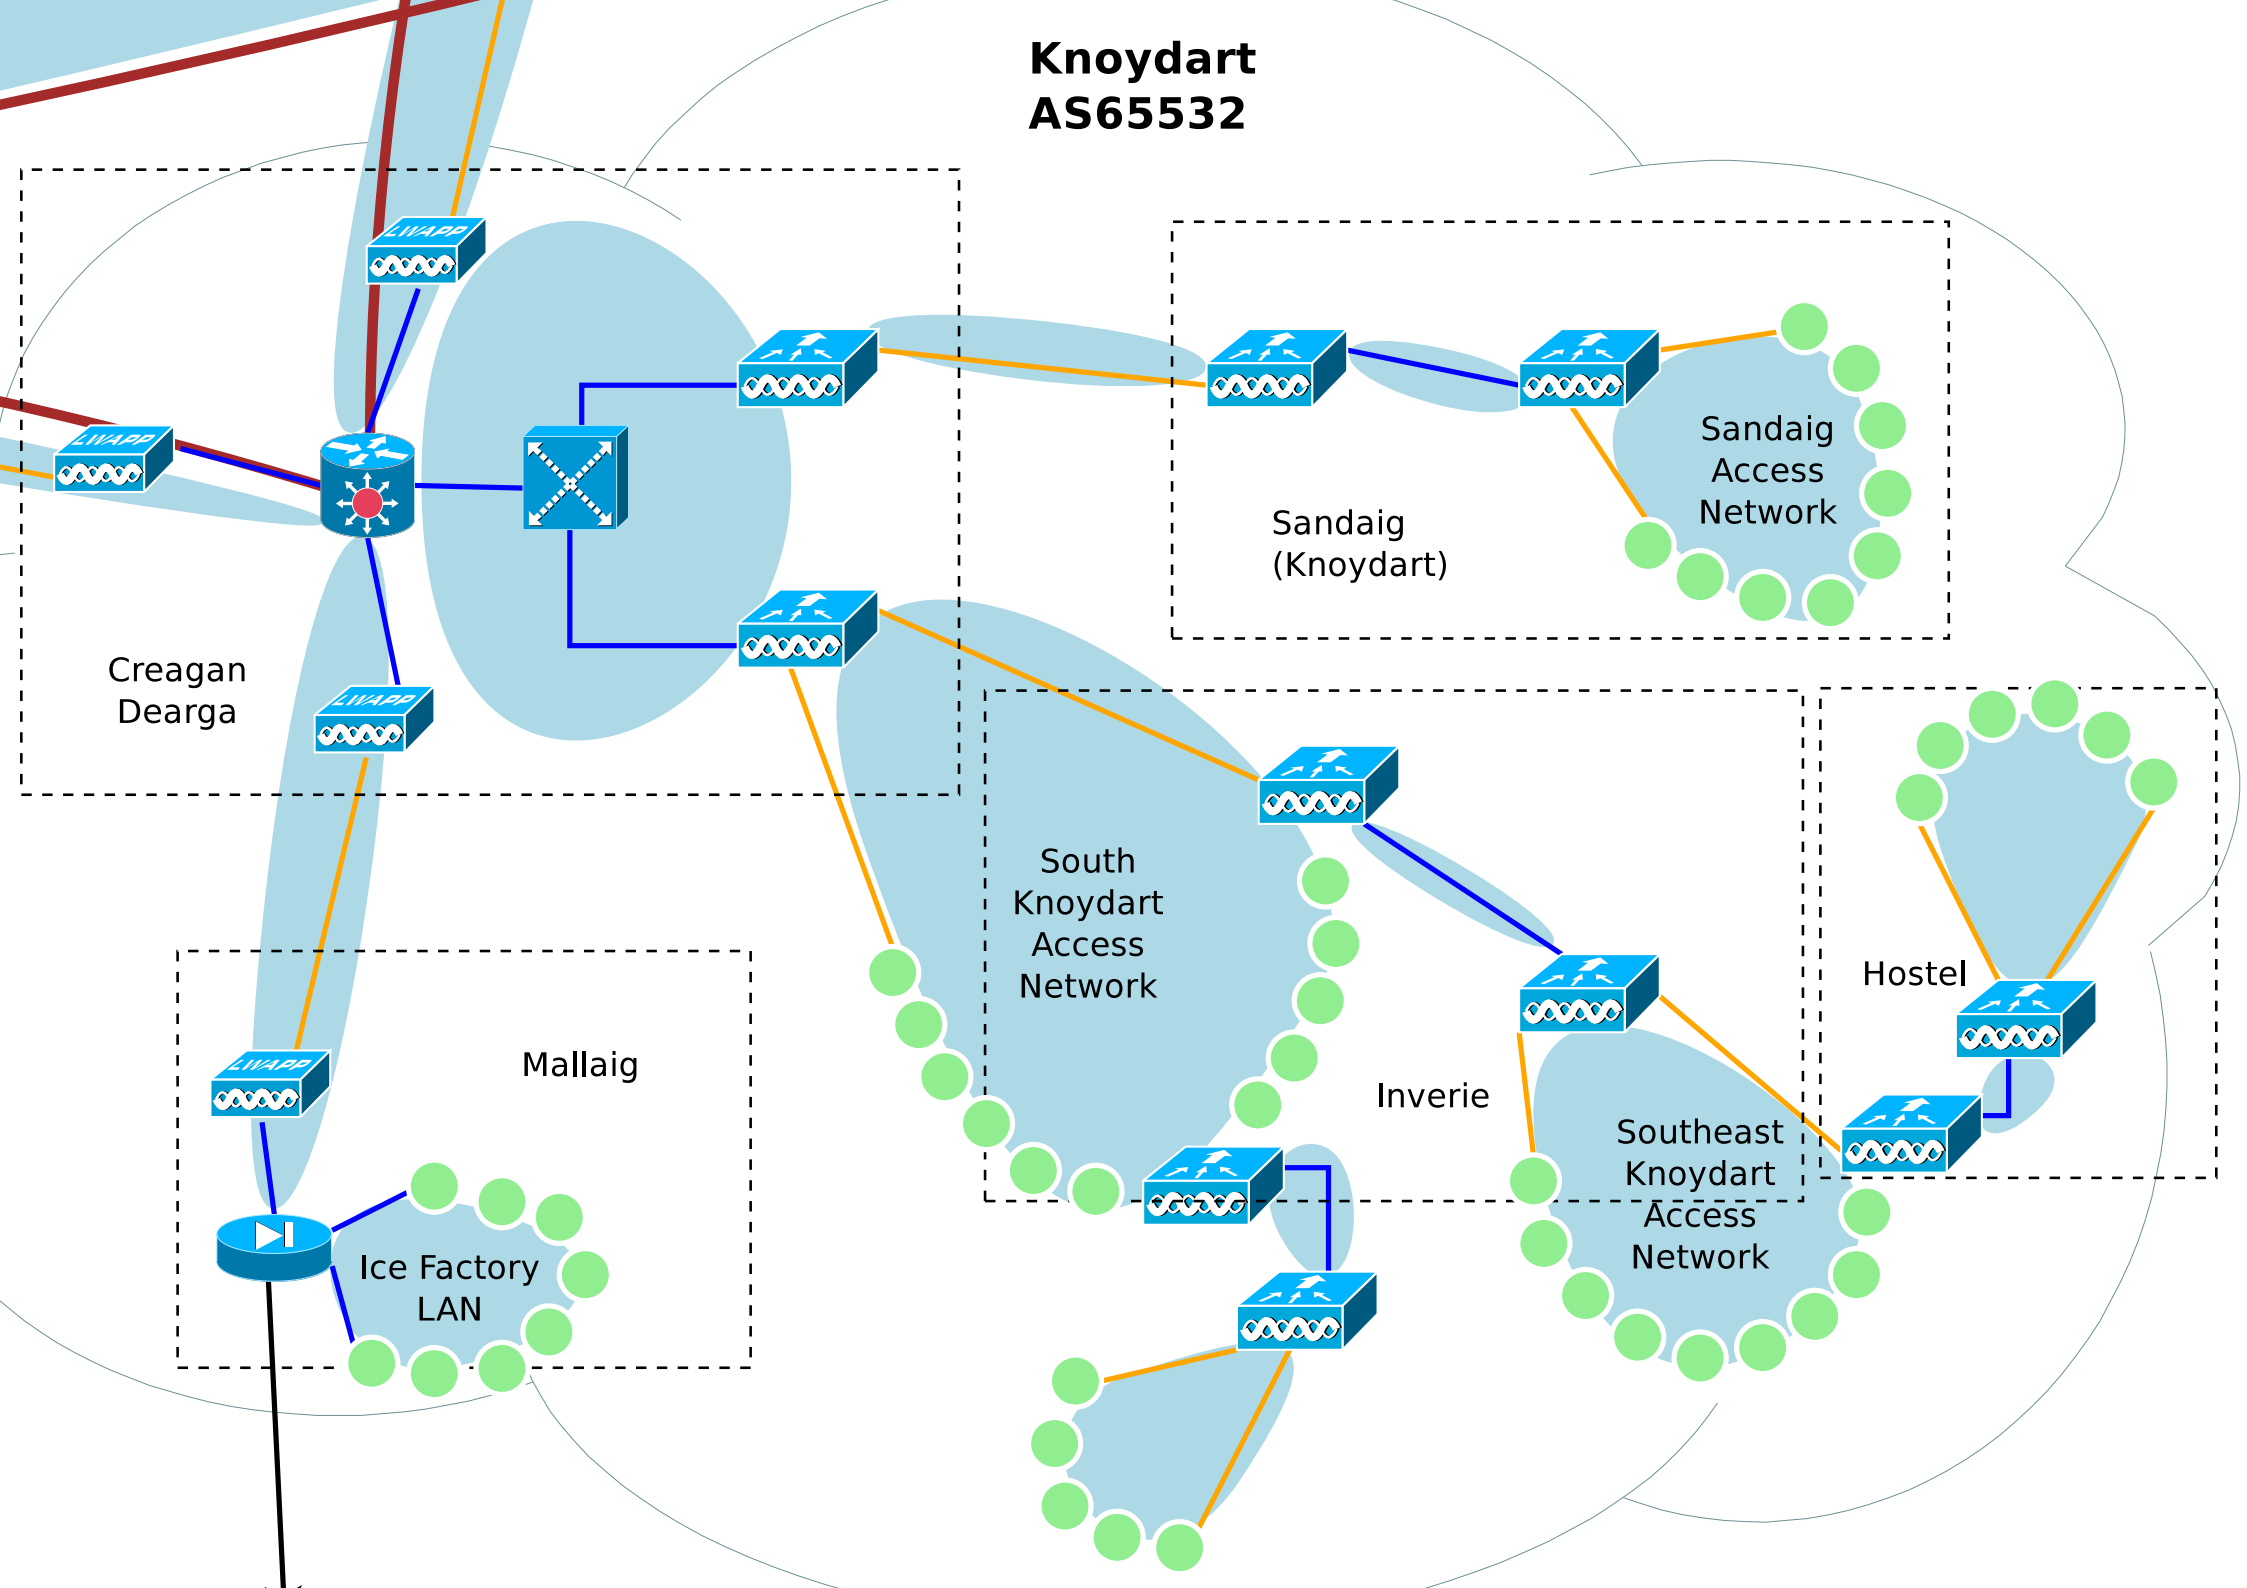 Knoydart
AS65532
LWAPP
LWAPP
Sandaig
Access
Network
Sandaig
(Knoydart)
Creagan
Dearga
LWAPP
South
Knoydart
Access
Network
Hostel
Mallaig
LWAPP
Inverie
Southeast
Knoydart
Access
Network
Ice Factory
LAN